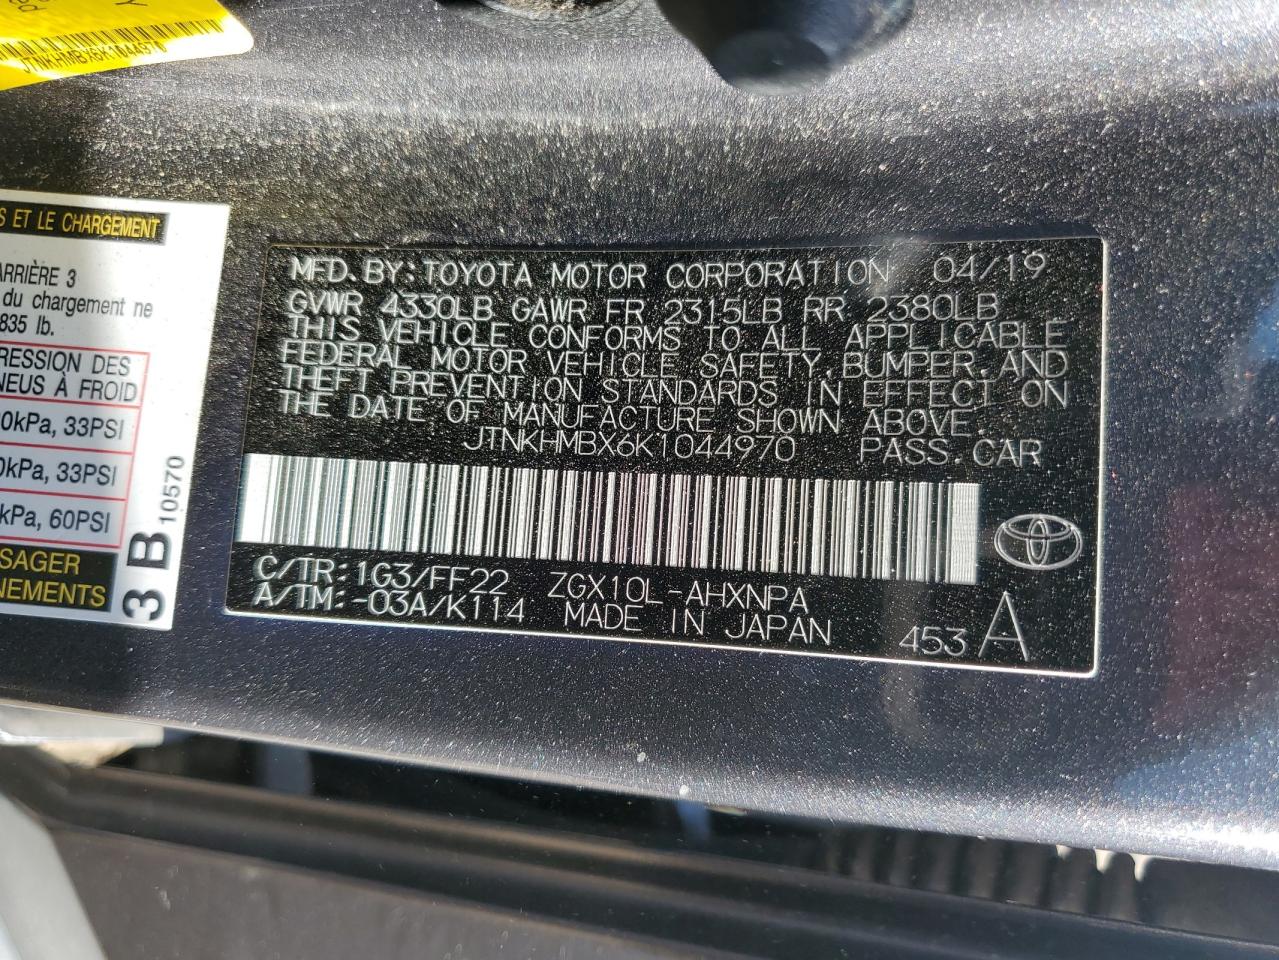 JTNKHMBX6K1044970
S ET LE CHARGEMENT
ARRIÈRE 3
du chargement ne
835 lb.
RESSION DES
NEUS À FROID
0kPa, 33PSI
0kPa, 33PSI
kPa, 60PSI
SAGER
NEMENTS
3 B 10570
MFD.BY:TOYOTA MOTOR CORPORATION 04/19
GVWR 4330LB GAWR FR 2315LB RR 2380LB
THIS VEHICLE CONFORMS TO ALL APPLICABLE
FEDERAL MOTOR VEHICLE SAFETY,BUMPER,AND
THEFT PREVENTION STANDARDS IN EFFECT ON
THE DATE OF MANUFACTURE SHOWN ABOVE.
JTNKHMBX6K1044970 PASS.CAR
C/TR:1G3/FF22 ZGX10L-AHXNPA
A/TM:-03A/K114 MADE IN JAPAN 453 A